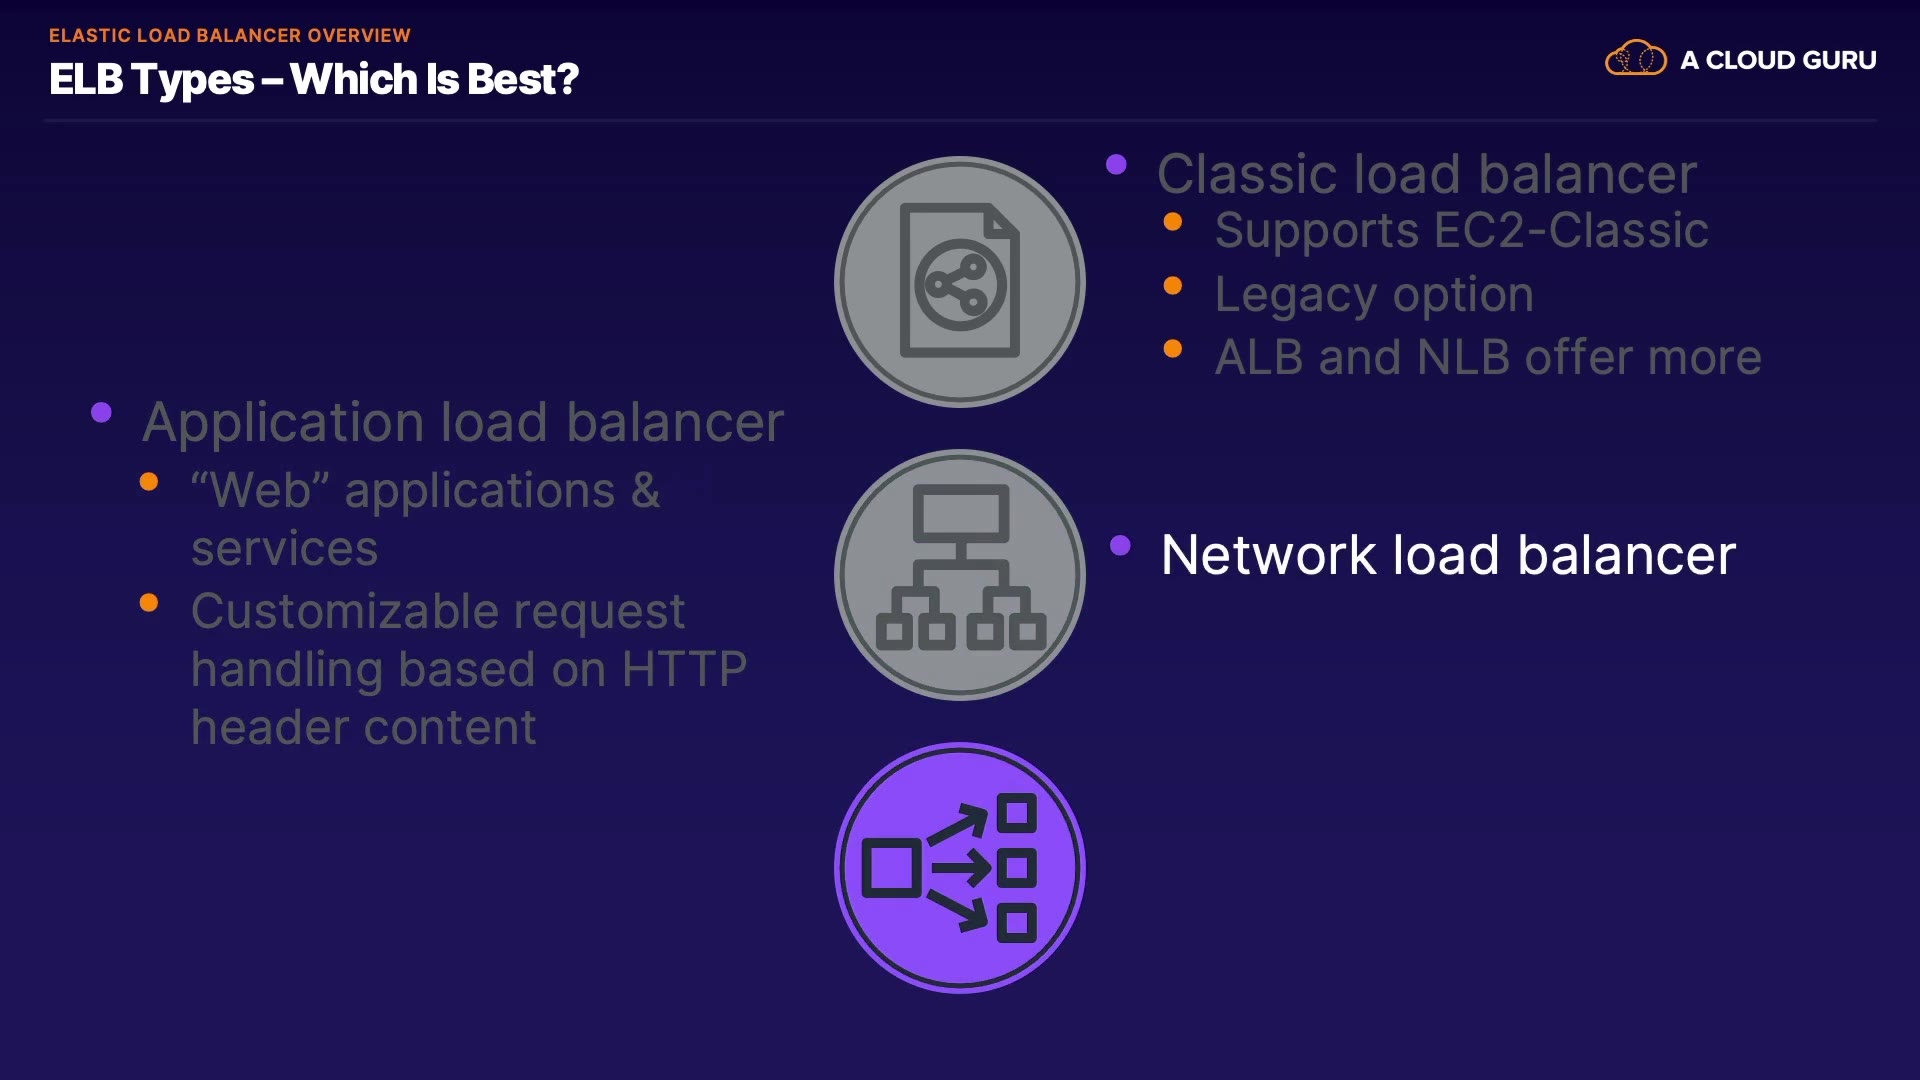 ELASTIC LOAD BALANCER OVERVIEW
ELB Types – Which Is Best?
A CLOUD GURU
Classic load balancer
Supports EC2-Classic
Legacy option
ALB and NLB offer more
Application load balancer
“Web” applications &
services
Customizable request
handling based on HTTP
header content
Network load balancer